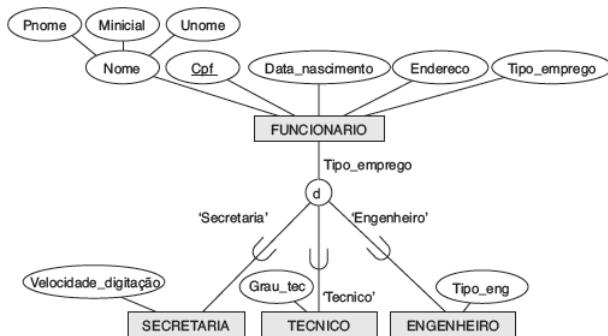 Pnome Minicial Unome
Nome Cpf Data_nascimento Endereco Tipo_emprego
FUNCIONARIO
Tipo_emprego
d
‘Secretaria’ ‘Engenheiro’
Velocidade_digitação Grau_tec Tipo_eng
‘Tecnico’
SECRETARIA TECNICO ENGENHEIRO